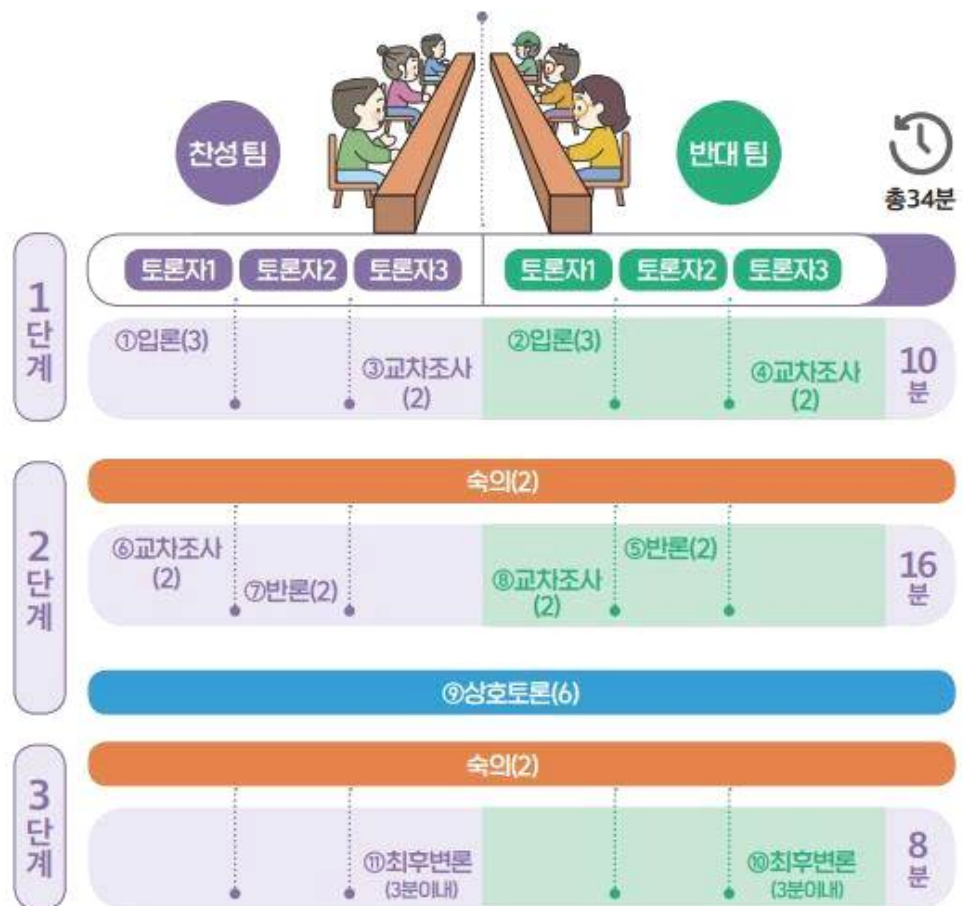 찬성 팀
반대 팀
총34분
토론자1 토론자2 토론자3 토론자1 토론자2 토론자3
1
단
계
①입론(3)
③교차조사
(2)
②입론(3)
④교차조사
(2)
10
분
숙의(2)
2
단
계
⑥교차조사
(2)
⑦반론(2)
⑧교차조사
(2)
⑤반론(2)
16
분
⑨상호토론(6)
숙의(2)
3
단
계
⑪최후변론
(3분이내)
⑩최후변론
(3분이내)
8
분